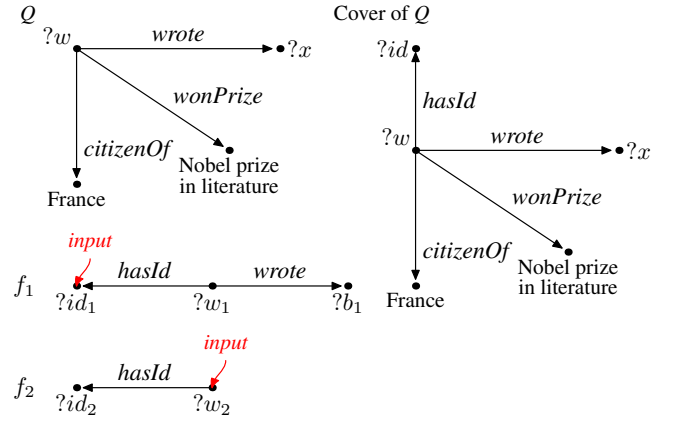 Q
?w
wrote
?x
wonPrize
citizenOf
Nobel prize
in literature
France
Cover of Q
?id
hasId
?w
wrote
?x
wonPrize
citizenOf
Nobel prize
in literature
France
input
f1
hasId
wrote
?id1
?w1
?b1
input
f2
hasId
?id2
?w2